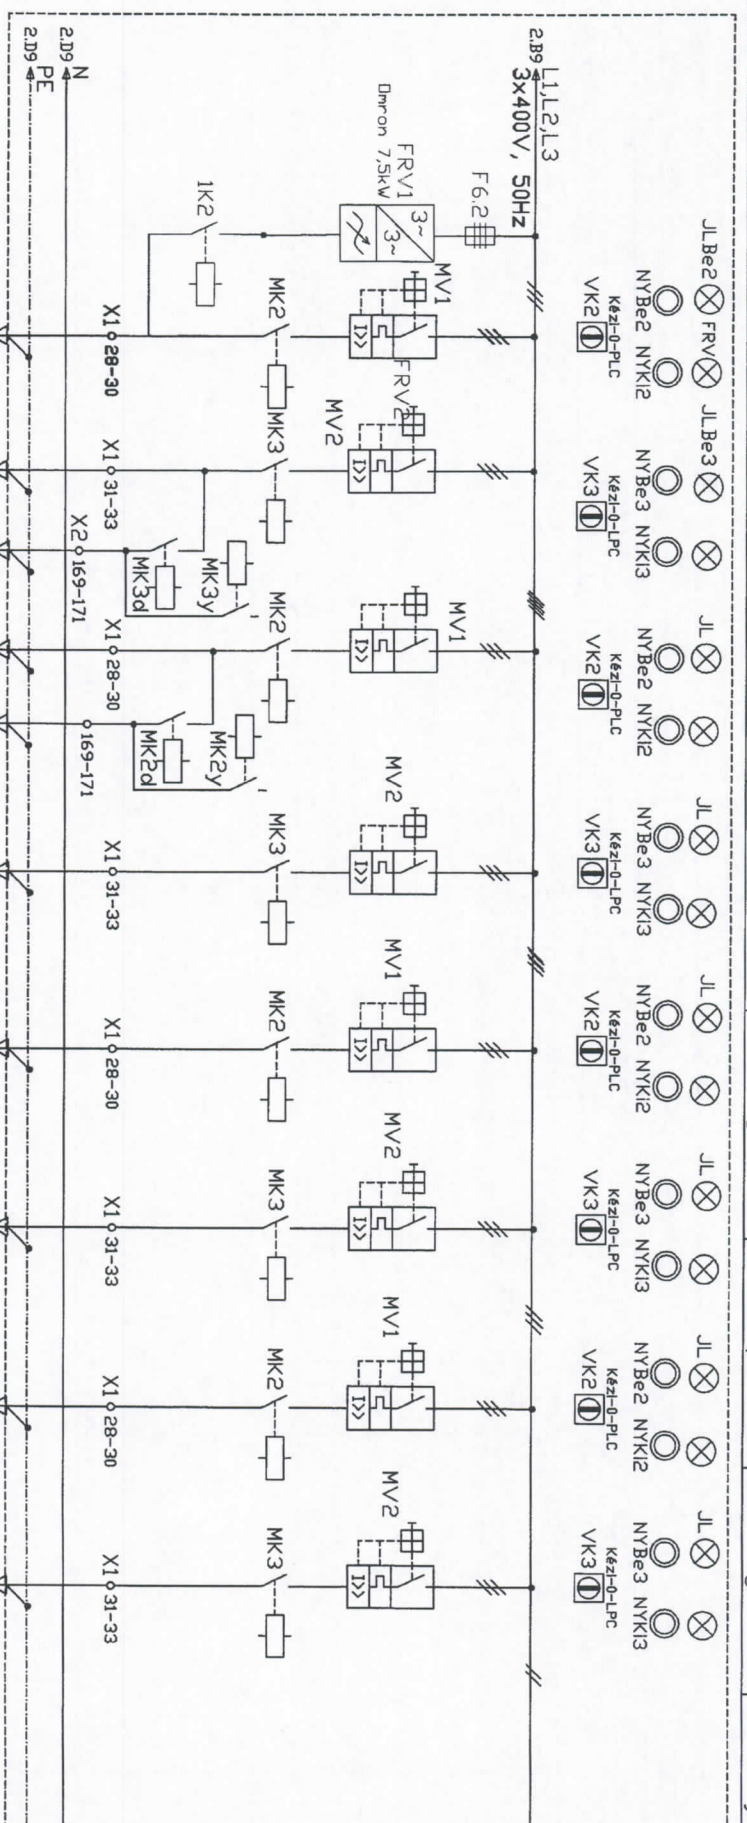 JLBe2
FRV
JLBe3
JL
JL
JL
JL
JL
JL
NYBe2
NYKi2
NYBe3
NYKi3
NYBe2
NYKi2
NYBe3
NYKi3
NYBe2
NYKi2
NYBe3
NYKi3
NYBe2
NYKi2
NYBe3
NYKi3
Kézi-0-PLC
Kézi-0-LPC
Kézi-0-PLC
Kézi-0-LPC
Kézi-0-PLC
Kézi-0-LPC
Kézi-0-PLC
Kézi-0-LPC
VK2
VK3
VK2
VK3
VK2
VK3
VK2
VK3
L1,L2,L3
2.B9
3x400V, 50Hz
F6.2
FRV1
Omron 7,5kW
3~
3~
MV1
FRV2
MV2
MV1
MV2
MV1
MV2
MV1
MV2
I>>
I>>
I>>
I>>
I>>
I>>
I>>
I>>
1K2
MK2
MK3
MK2
MK3
MK2
MK3
MK2
MK3
MK3y
MK3d
MK2y
MK2d
X1 28-30
X1 31-33
X2 169-171
X1 28-30
169-171
X1 31-33
X1 28-30
X1 31-33
X1 28-30
X1 31-33
N
2.D9
PE
2.D9